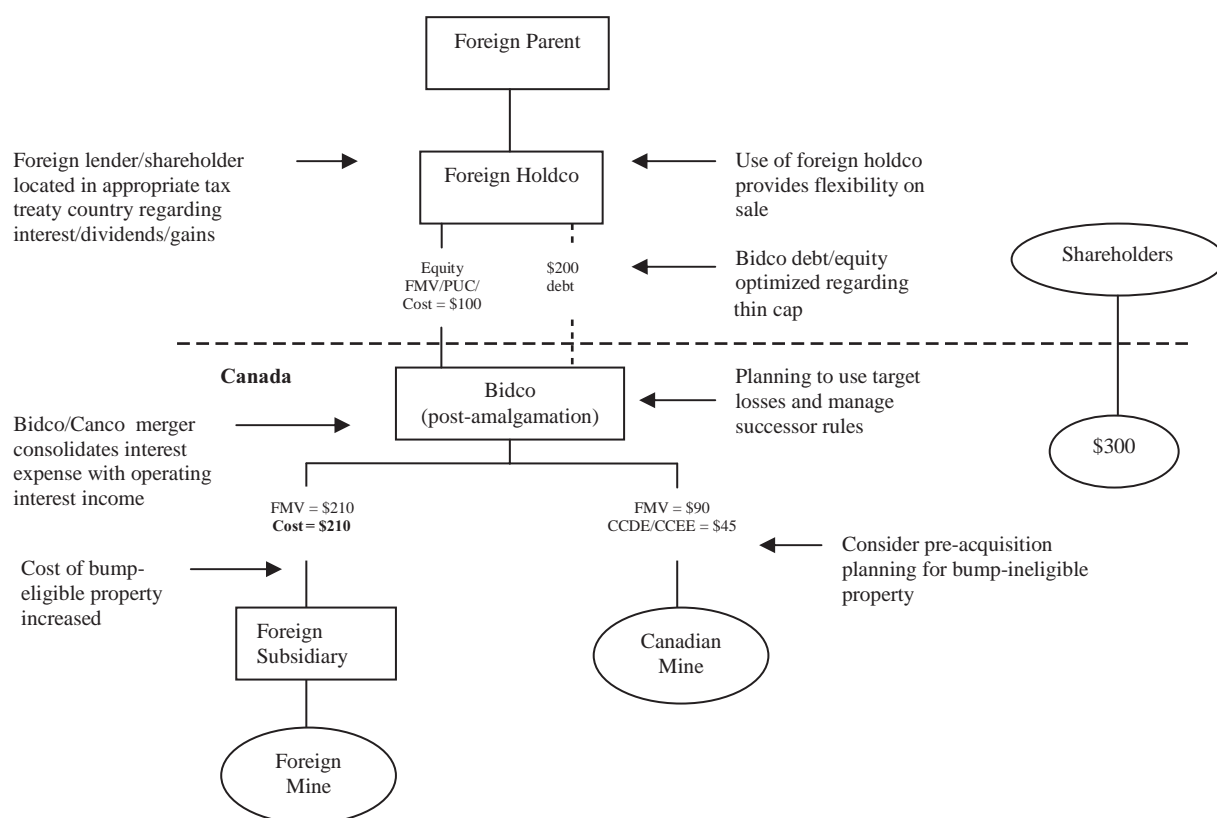 Foreign Parent
Foreign lender/shareholder
located in appropriate tax
treaty country regarding
interest/dividends/gains
Foreign Holdco
Use of foreign holdco
provides flexibility on
sale
Equity
FMV/PUC/
Cost = $100
$200
debt
Bidco debt/equity
optimized regarding
thin cap
Shareholders
Canada
Bidco
(post-amalgamation)
Planning to use target
losses and manage
successor rules
$300
Bidco/Canco merger
consolidates interest
expense with operating
interest income
FMV = $210
Cost = $210
FMV = $90
CCDE/CCEE = $45
Cost of bump-
eligible property
increased
Consider pre-acquisition
planning for bump-ineligible
property
Foreign
Subsidiary
Canadian
Mine
Foreign
Mine